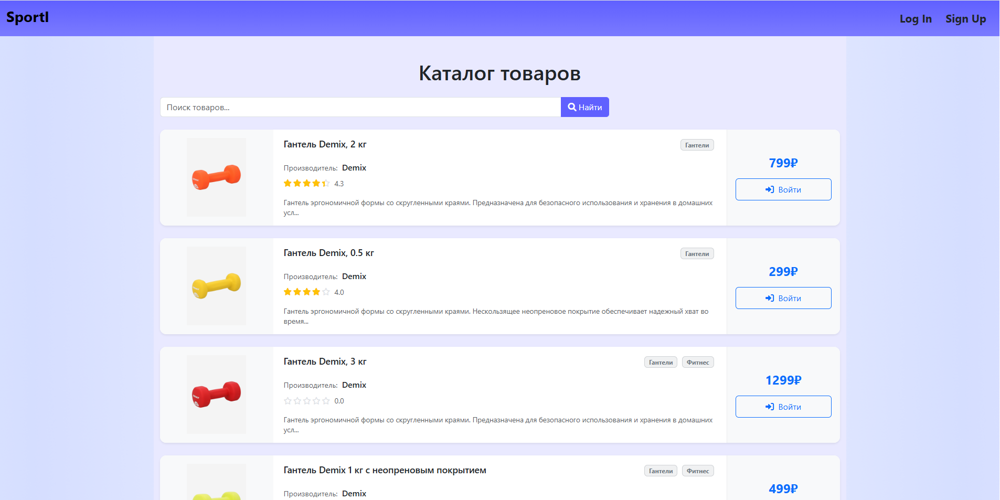 Sportl
Log In
Sign Up
Каталог товаров
Поиск товаров...
Найти
Гантель Demix, 2 кг
Гантели
Производитель: Demix
4.3
Гантель эргономичной формы со скругленными краями. Предназначена для безопасного использования и хранения в домашних
усл...
799₽
Войти
Гантель Demix, 0.5 кг
Гантели
Производитель: Demix
4.0
Гантель эргономичной формы со скругленными краями. Нескользящее неопреновое покрытие обеспечивает надежный хват во
время...
299₽
Войти
Гантель Demix, 3 кг
Гантели
Фитнес
Производитель: Demix
0.0
Гантель эргономичной формы со скругленными краями. Предназначена для безопасного использования и хранения в домашних
усл...
1299₽
Войти
Гантель Demix 1 кг с неопреновым покрытием
Гантели
Фитнес
Производитель: Demix
499₽